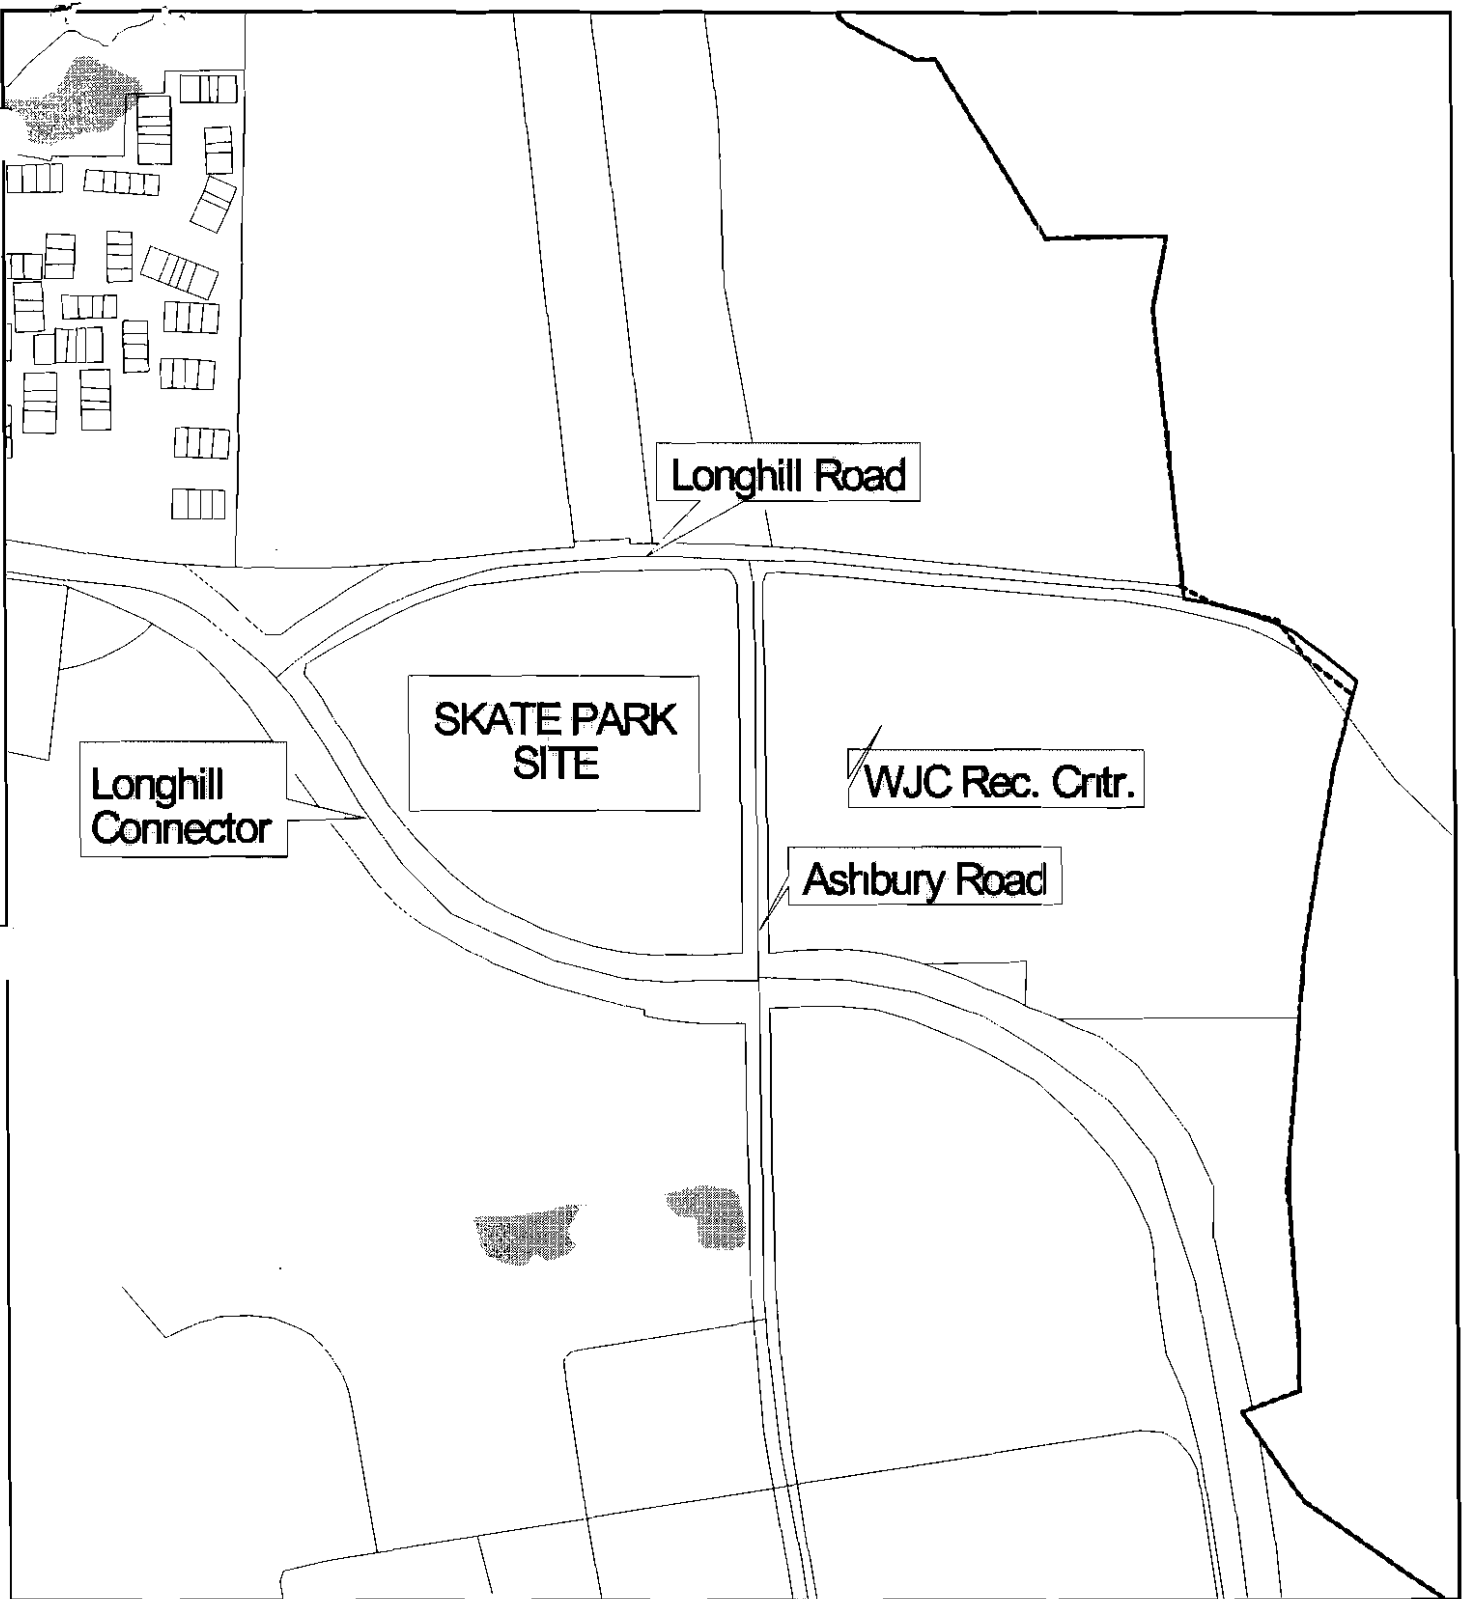 Longhill Road
SKATE PARK
SITE
Longhill
Connector
WJC Rec. Cntr.
Ashbury Road